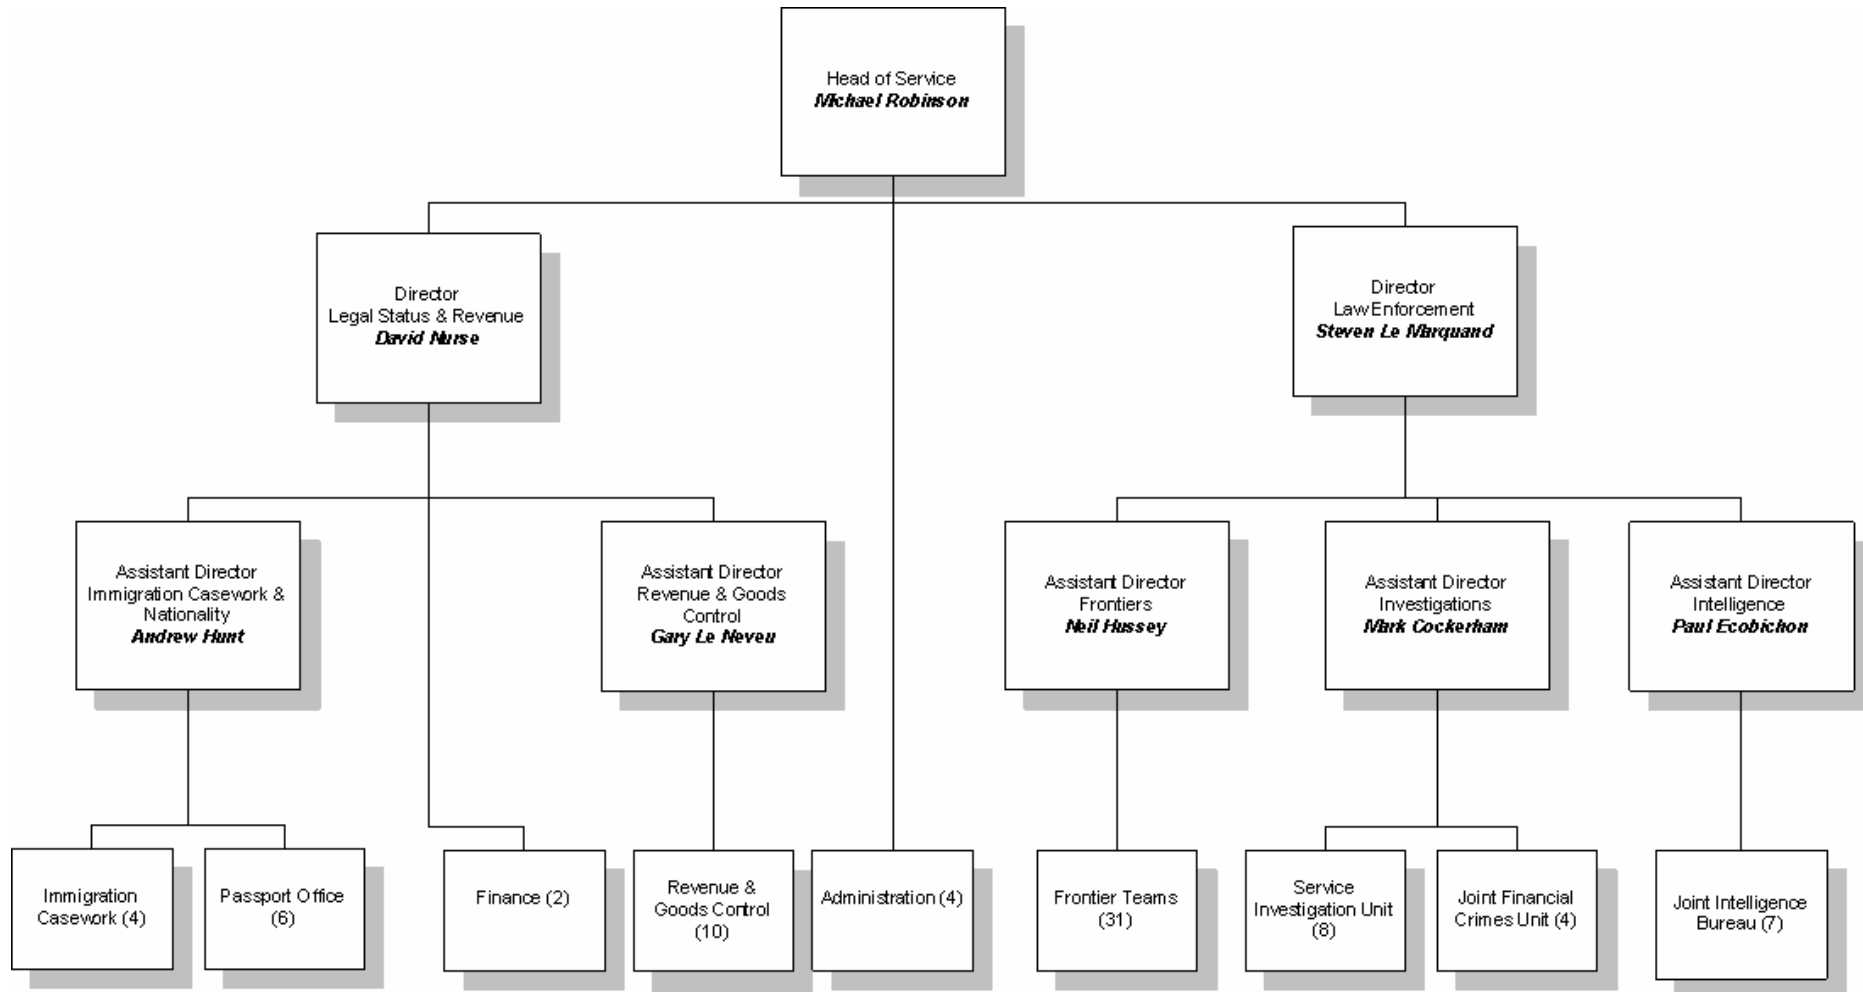 Head of Service
Michael Robinson
Director
Legal Status & Revenue
David Nurse
Director
Law Enforcement
Steven Le Marquand
Assistant Director
Immigration Casework &
Nationality
Andrew Hunt
Assistant Director
Revenue & Goods
Control
Gary Le Neveu
Assistant Director
Frontiers
Neil Hussey
Assistant Director
Investigations
Mark Cockerham
Assistant Director
Intelligence
Paul Ecobichon
Immigration
Casework (4)
Passport Office
(6)
Finance (2)
Revenue &
Goods Control
(10)
Administration (4)
Frontier Teams
(31)
Service
Investigation Unit
(8)
Joint Financial
Crimes Unit (4)
Joint Intelligence
Bureau (7)